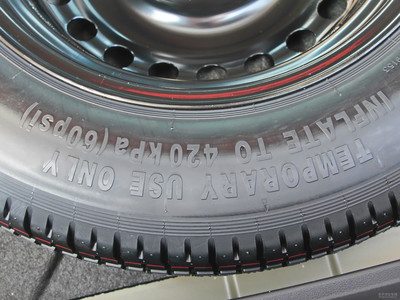 TEMPORARY USE ONLY
INFLATE TO 420 kPa (60psi)